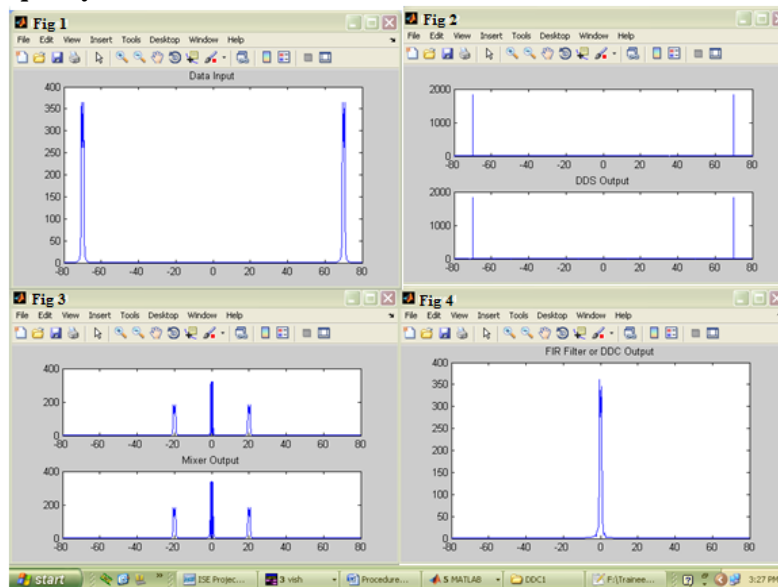 Fig 1
File Edit View Insert Tools Desktop Window Help
Data Input
400
350
300
250
200
150
100
50
0
-80 -60 -40 -20 0 20 40 60 80
Fig 2
File Edit View Insert Tools Desktop Window Help
2000
1000
0
-80 -60 -40 -20 0 20 40 60 80
DDS Output
2000
1000
0
-80 -60 -40 -20 0 20 40 60 80
Fig 3
File Edit View Insert Tools Desktop Window Help
400
200
0
-80 -60 -40 -20 0 20 40 60 80
Mixer Output
400
200
0
-80 -60 -40 -20 0 20 40 60 80
Fig 4
File Edit View Insert Tools Desktop Window Help
FIR Filter or DDC Output
400
350
300
250
200
150
100
50
0
-80 -60 -40 -20 0 20 40 60 80
start ISE Projec... 3 vish Procedure... 5 MATLAB DDC1 F:\Trainee... 3:27 PM